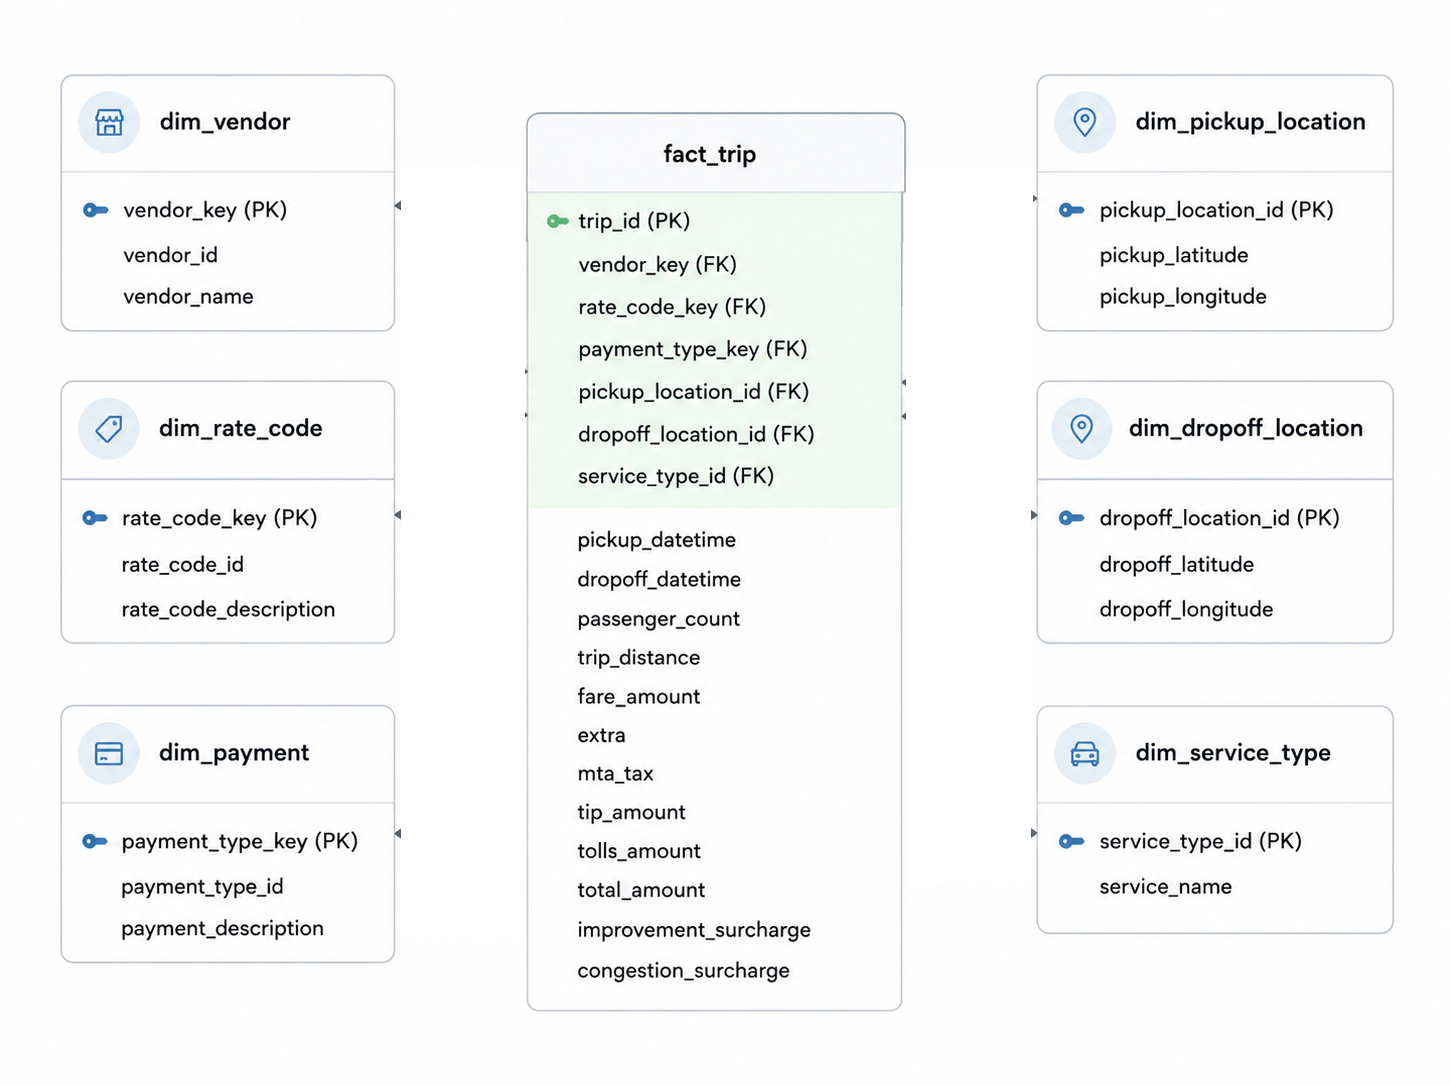 dim_vendor
vendor_key (PK)
vendor_id
vendor_name
dim_rate_code
rate_code_key (PK)
rate_code_id
rate_code_description
dim_payment
payment_type_key (PK)
payment_type_id
payment_description
fact_trip
trip_id (PK)
vendor_key (FK)
rate_code_key (FK)
payment_type_key (FK)
pickup_location_id (FK)
dropoff_location_id (FK)
service_type_id (FK)
pickup_datetime
dropoff_datetime
passenger_count
trip_distance
fare_amount
extra
mta_tax
tip_amount
tolls_amount
total_amount
improvement_surcharge
congestion_surcharge
dim_pickup_location
pickup_location_id (PK)
pickup_latitude
pickup_longitude
dim_dropoff_location
dropoff_location_id (PK)
dropoff_latitude
dropoff_longitude
dim_service_type
service_type_id (PK)
service_name